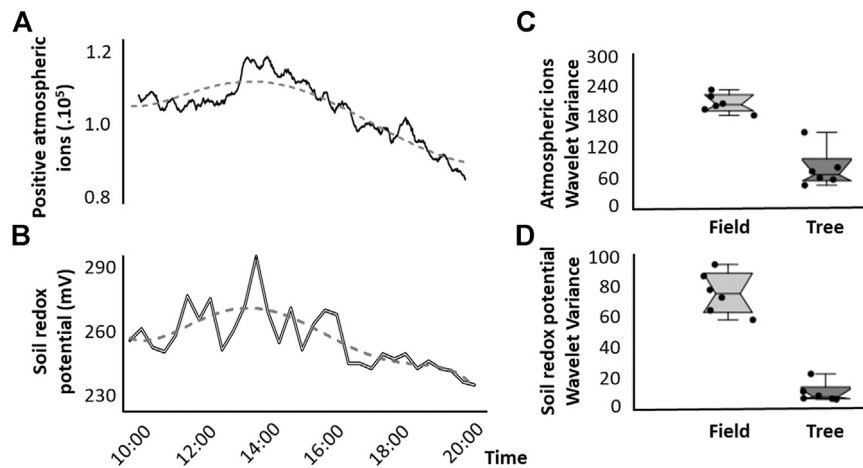 A
Positive atmospheric
ions (.10⁵)
1.2
1.0
0.8
B
Soil redox
potential (mV)
290
260
230
10:00
12:00
14:00
16:00
18:00
20:00
Time
C
Atmospheric ions
Wavelet Variance
300
240
180
120
60
0
Field
Tree
D
Soil redox potential
Wavelet Variance
100
80
60
40
20
0
Field
Tree